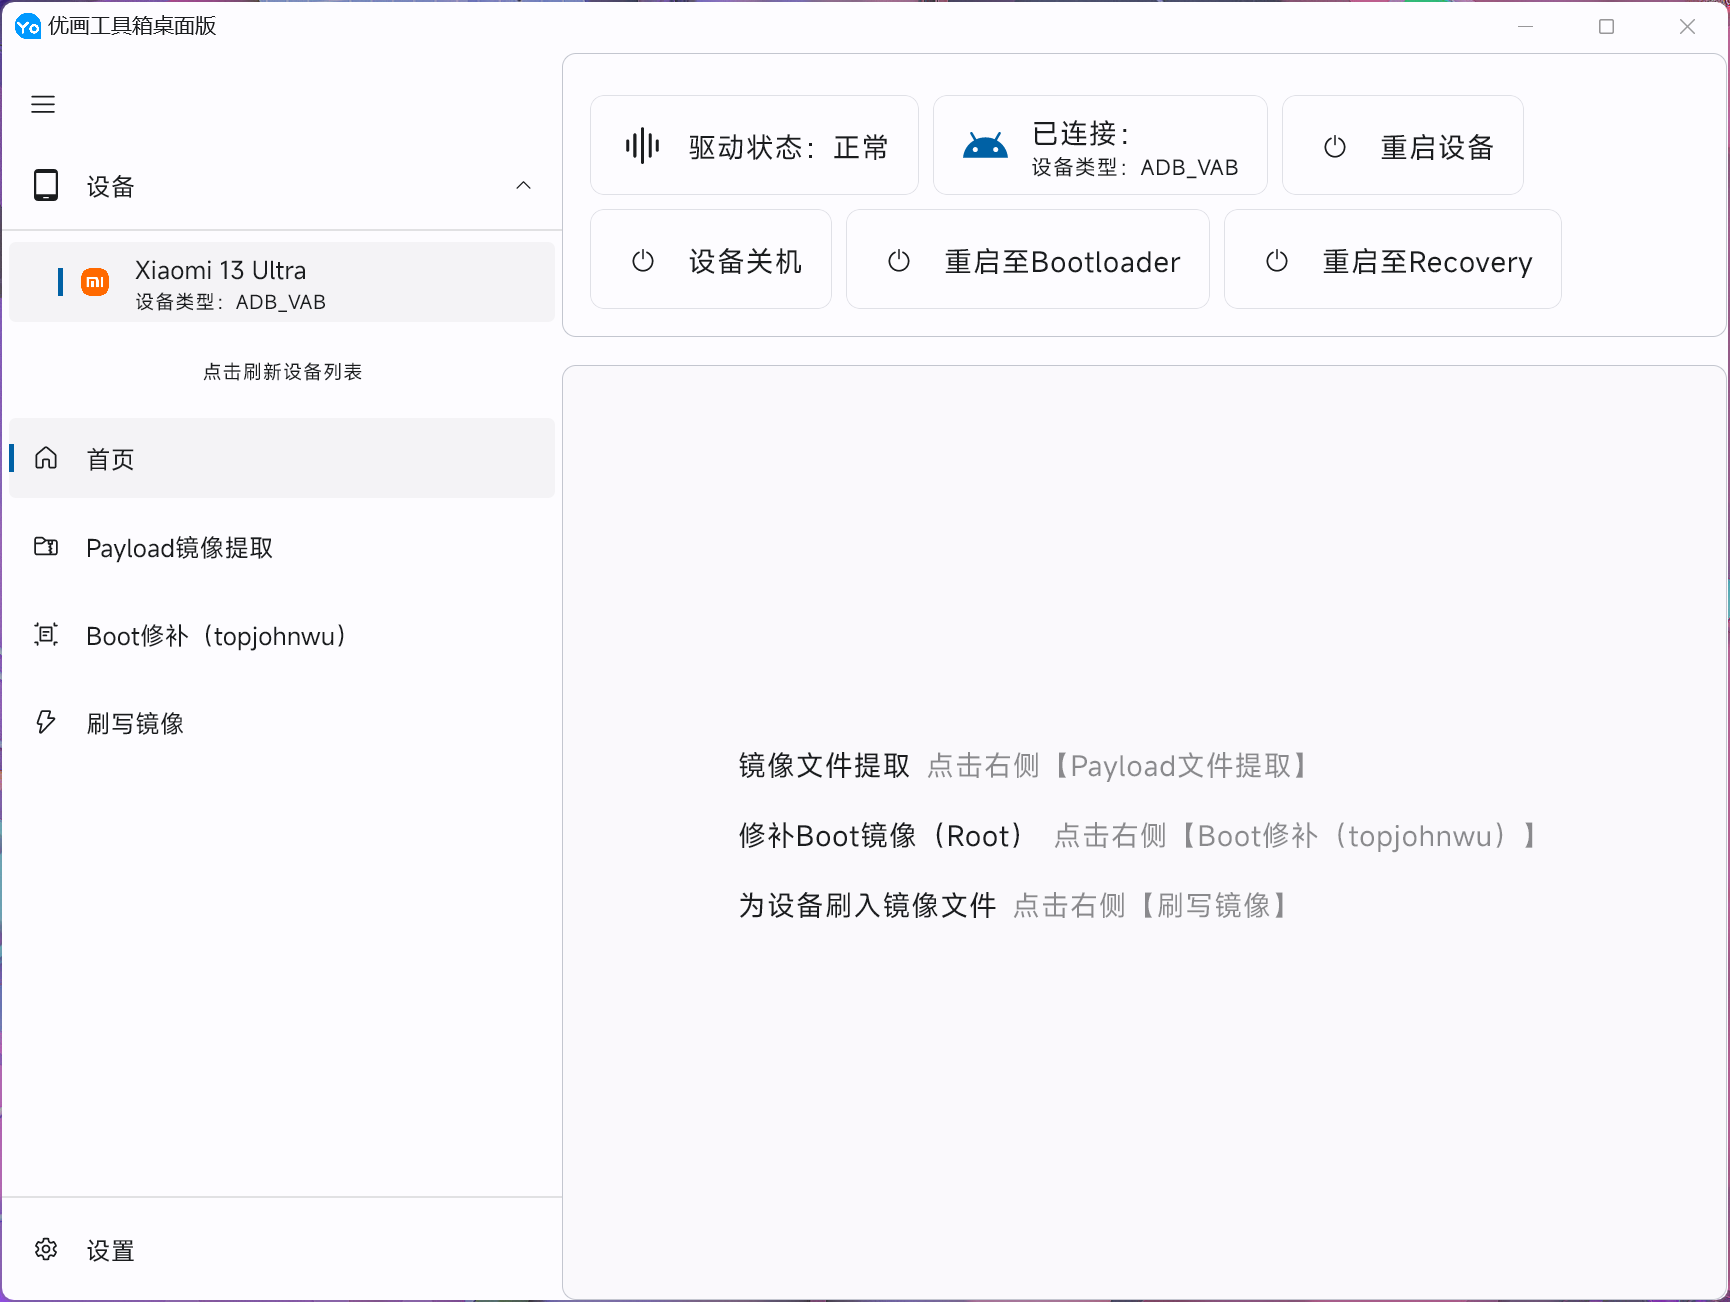 Yo 优画工具箱桌面版
设备
mi
Xiaomi 13 Ultra
设备类型：ADB_VAB
点击刷新设备列表
首页
Payload镜像提取
Boot修补（topjohnwu）
刷写镜像
设置
驱动状态：正常
已连接：
设备类型：ADB_VAB
重启设备
设备关机
重启至Bootloader
重启至Recovery
镜像文件提取 点击右侧【Payload文件提取】
修补Boot镜像（Root） 点击右侧【Boot修补（topjohnwu）】
为设备刷入镜像文件 点击右侧【刷写镜像】